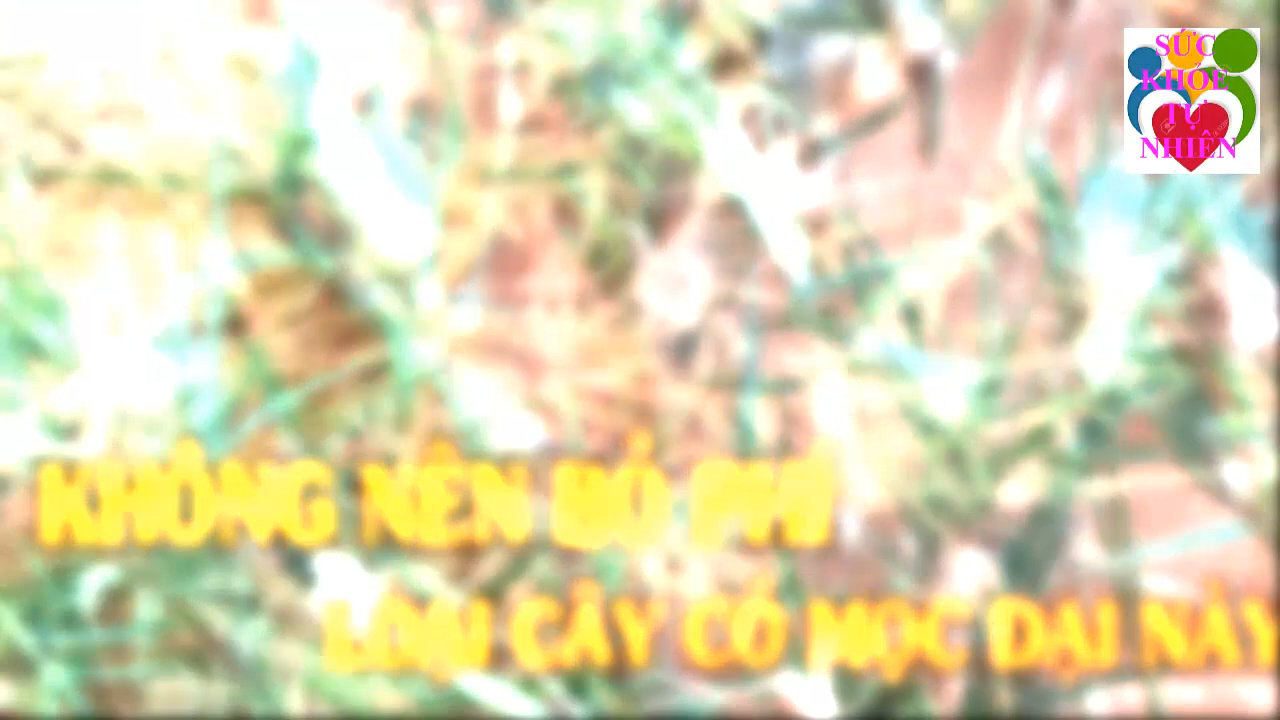 SỨC
KHỎE
TỰ
NHIÊN
KHÔNG NÊN BỎ PHÍ
LOẠI CÂY CỎ MỌC DẠI NÀY